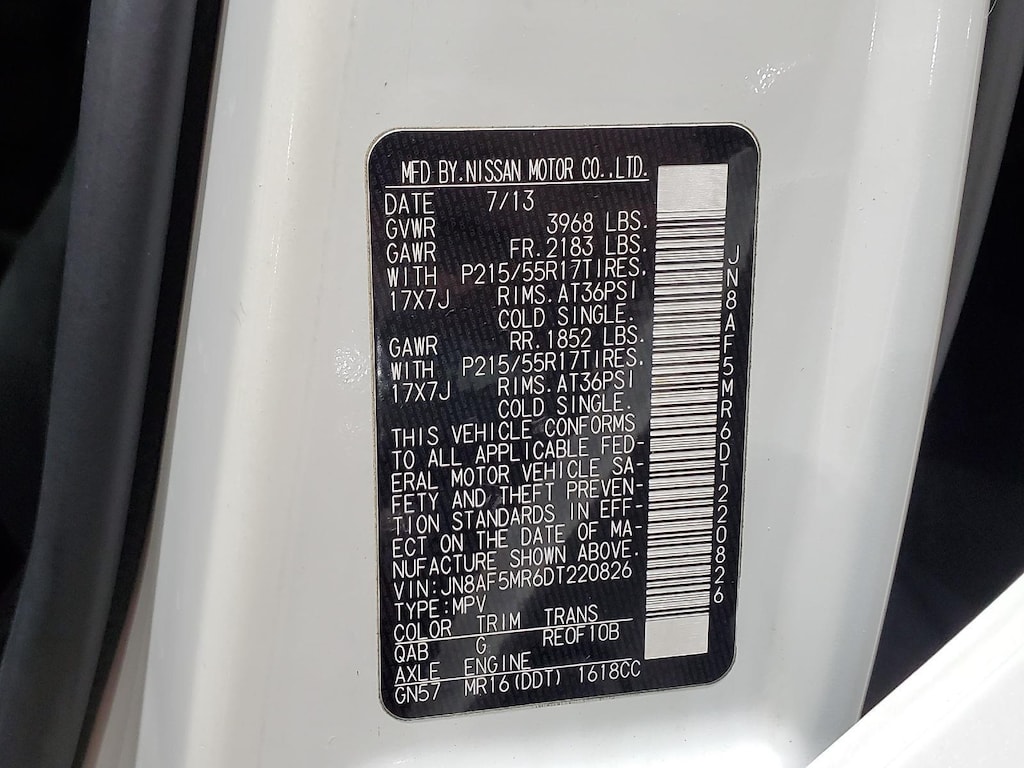 MFD BY.NISSAN MOTOR CO.,LTD.
DATE 7/13
GVWR 3968 LBS.
GAWR FR.2183 LBS.
WITH P215/55R17TIRES.
17X7J RIMS.AT36PSI
COLD SINGLE.
GAWR RR.1852 LBS.
WITH P215/55R17TIRES.
17X7J RIMS.AT36PSI
COLD SINGLE.
THIS VEHICLE CONFORMS
TO ALL APPLICABLE FED-
ERAL MOTOR VEHICLE SA-
FETY AND THEFT PREVEN-
TION STANDARDS IN EFF-
ECT ON THE DATE OF MA-
NUFACTURE SHOWN ABOVE.
VIN:JN8AF5MR6DT220826
TYPE:MPV
COLOR TRIM TRANS
QAB G RE0F10B
AXLE ENGINE
GN57 MR16(DDT) 1618CC
JN8AF5MR6DT220826